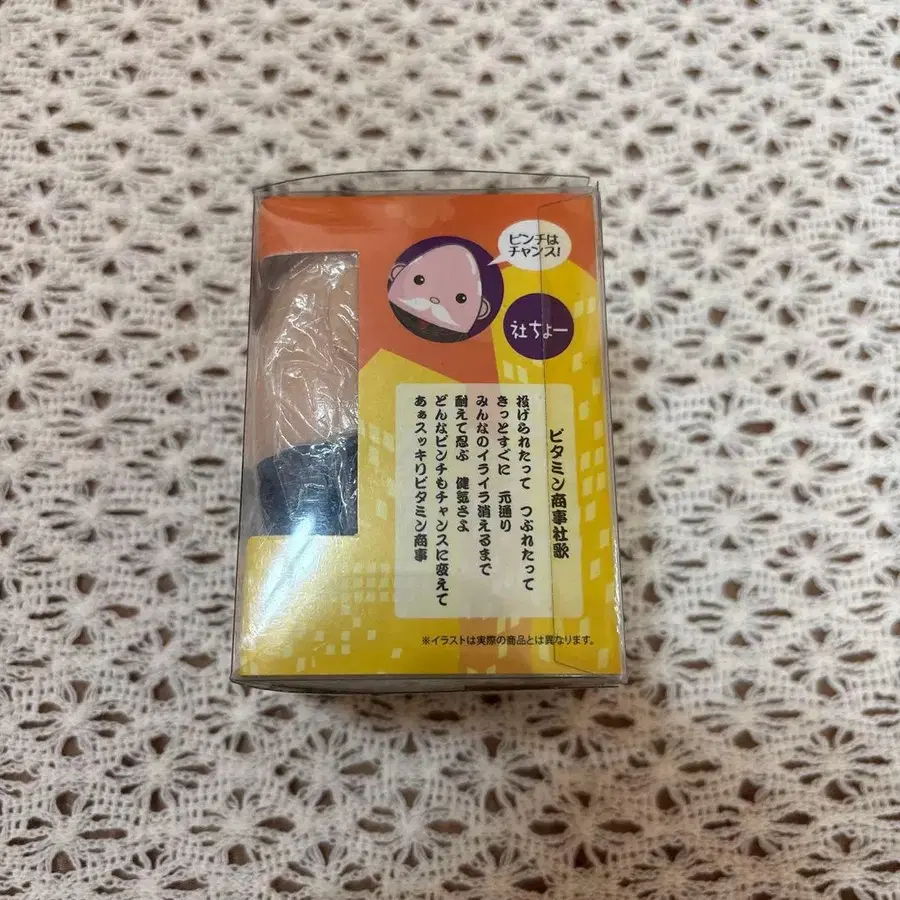 ピンチは
チャンス!
社ちょー
ビタミン商事社歌
投げられたって つぶれたって
きっとすぐに 元通り
みんなのイライラ消えるまで
耐えて忍ぶ 健気さよ
どんなピンチもチャンスに変えて
あぁスッキリビタミン商事
※イラストは実際の商品とは異なります。